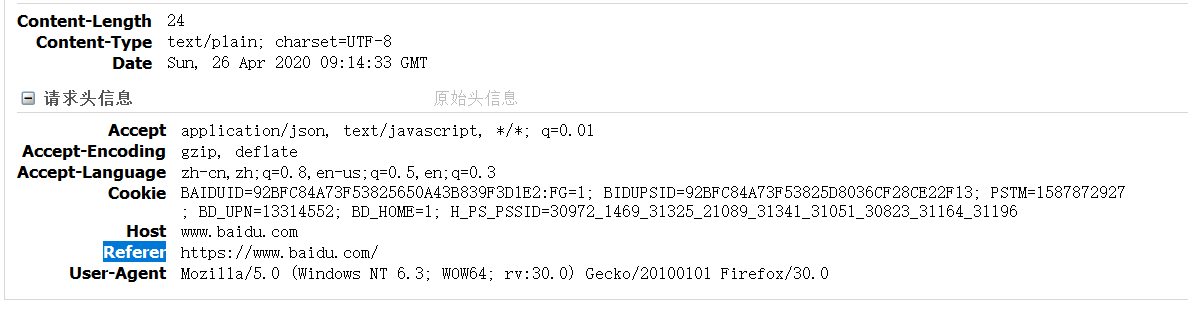 Content-Length 24
Content-Type text/plain; charset=UTF-8
Date Sun, 26 Apr 2020 09:14:33 GMT
请求头信息 原始头信息
Accept application/json, text/javascript, */*; q=0.01
Accept-Encoding gzip, deflate
Accept-Language zh-cn,zh;q=0.8,en-us;q=0.5,en;q=0.3
Cookie BAIDUID=92BFC84A73F53825650A43B839F3D1E2:FG=1; BIDUPSID=92BFC84A73F53825D8036CF28CE22F13; PSTM=1587872927
; BD_UPN=13314552; BD_HOME=1; H_PS_PSSID=30972_1469_31325_21089_31341_31051_30823_31164_31196
Host www.baidu.com
Referer https://www.baidu.com/
User-Agent Mozilla/5.0 (Windows NT 6.3; WOW64; rv:30.0) Gecko/20100101 Firefox/30.0